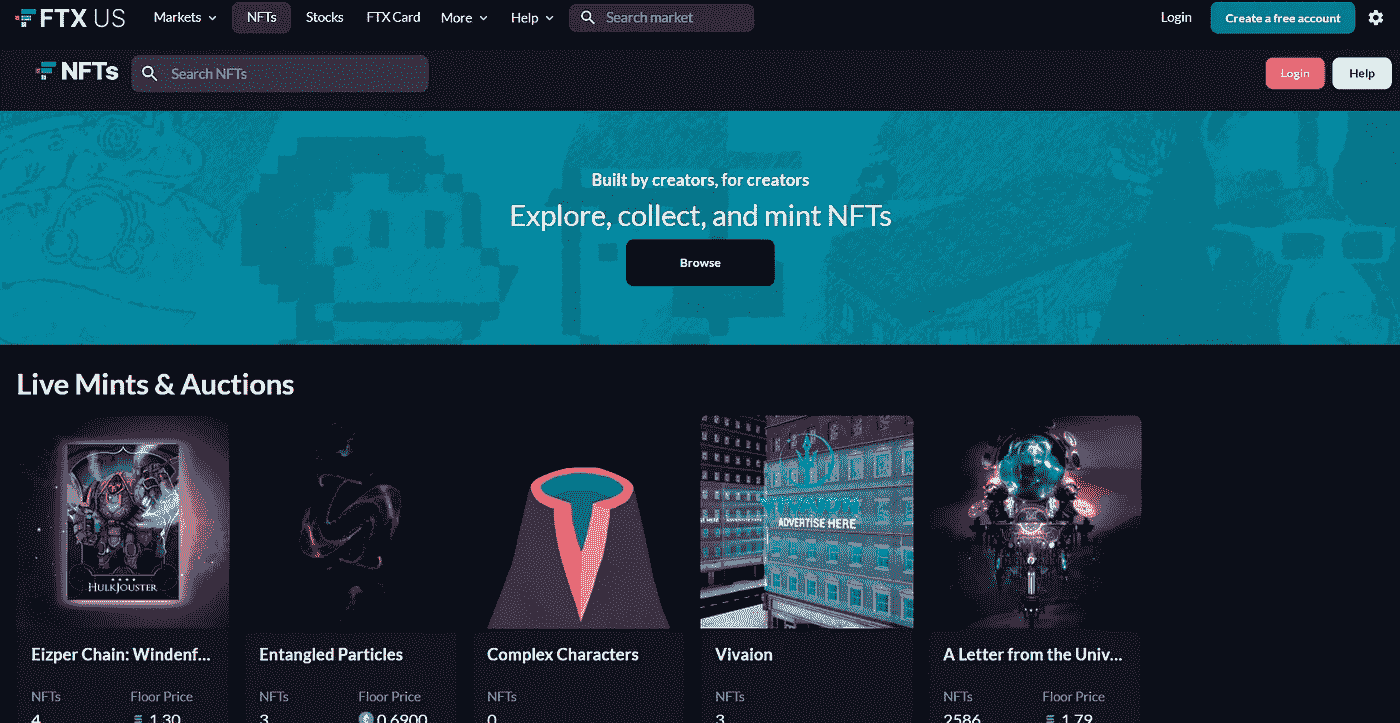 FTX US Markets NFTs Stocks FTX Card More Help Search market Login Create a free account
NFTs Search NFTs Login Help
Built by creators, for creators
Explore, collect, and mint NFTs
Browse
Live Mints & Auctions
HULKJOUSTER
ADVERTISE HERE
Eizper Chain: Windenf... Entangled Particles Complex Characters Vivaion A Letter from the Univ...
NFTs Floor Price NFTs Floor Price NFTs NFTs NFTs Floor Price
4 1.30 3 0.6900 0 3 2586 1.79